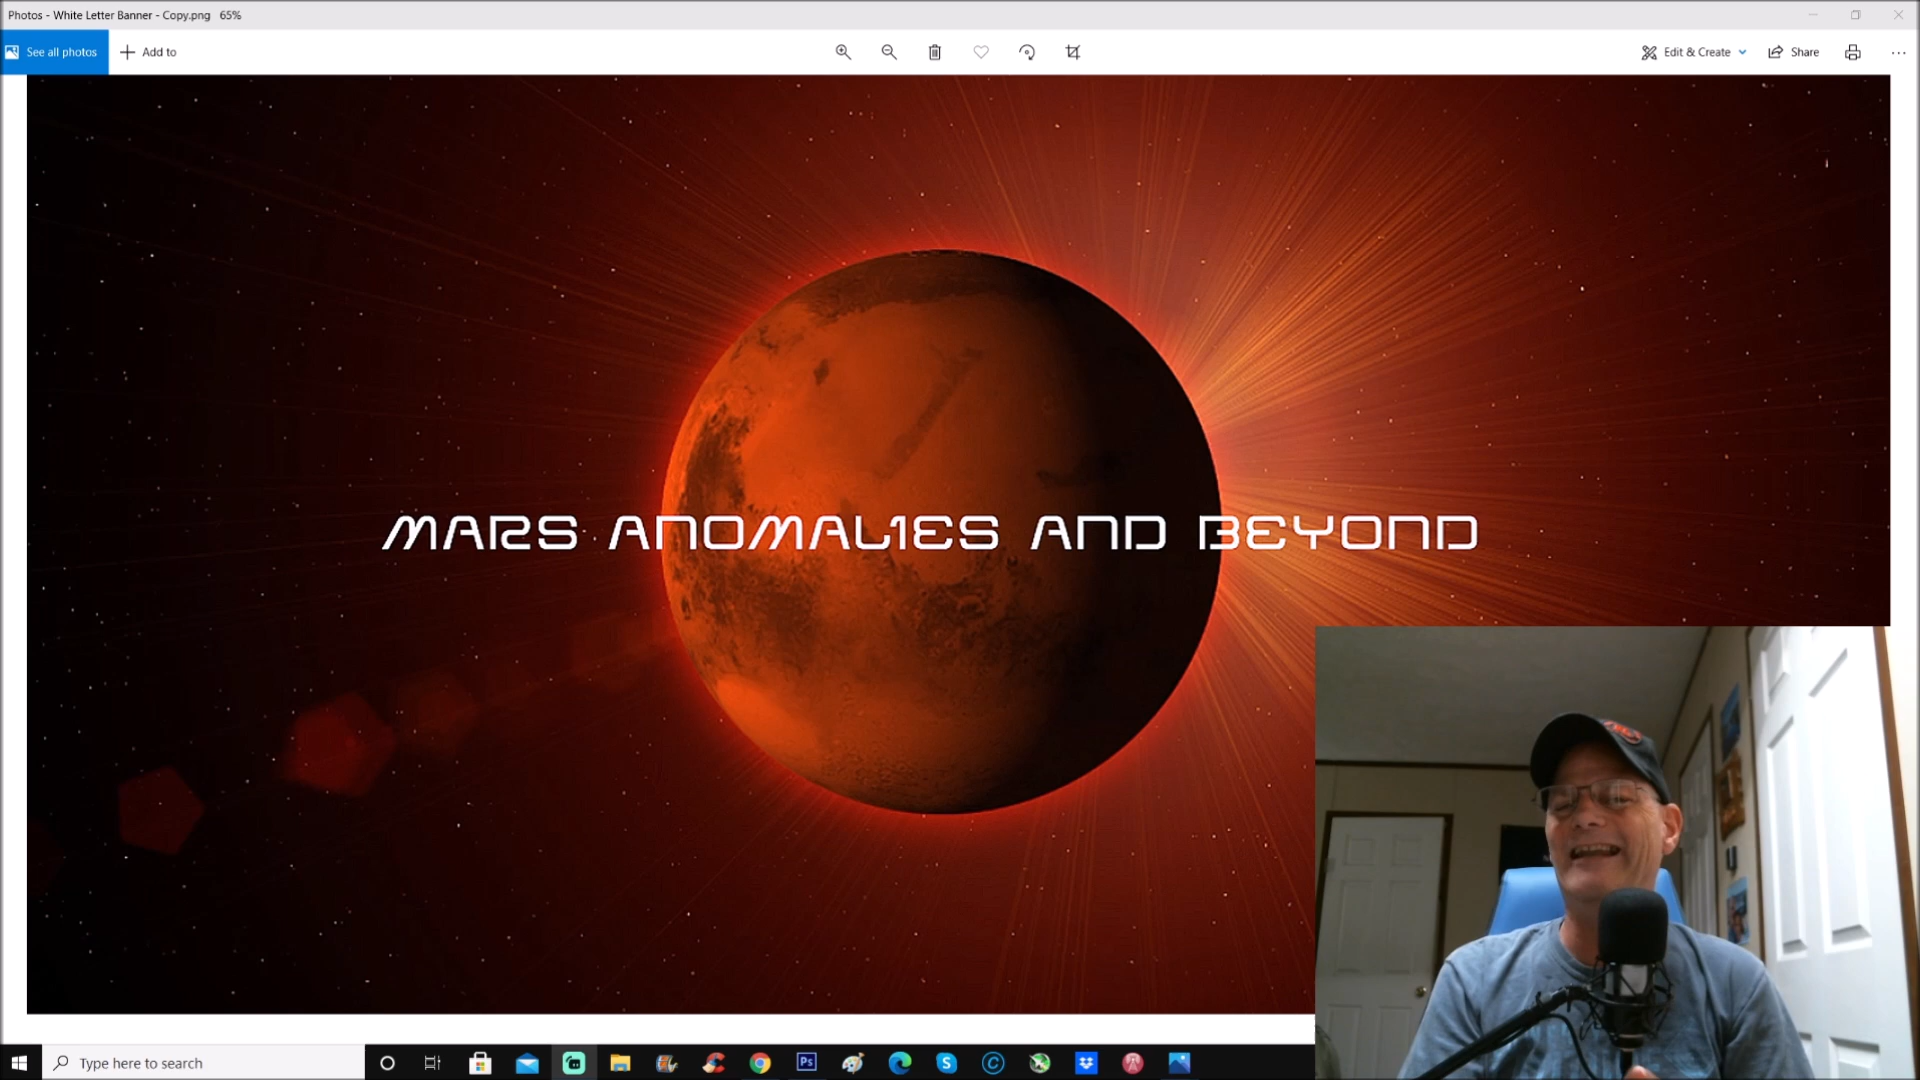 Photos - White Letter Banner - Copy.png 65%
See all photos
Add to
Edit & Create
Share
MARS ANOMALIES AND BEYOND
Type here to search
Ps